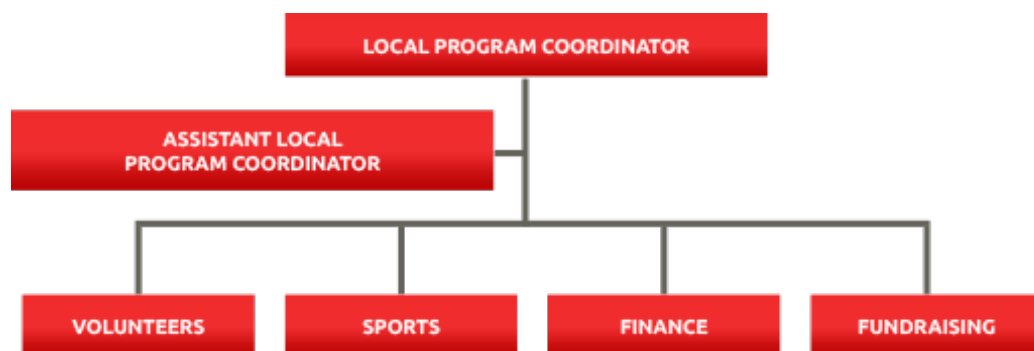 LOCAL PROGRAM COORDINATOR
ASSISTANT LOCAL
PROGRAM COORDINATOR
VOLUNTEERS
SPORTS
FINANCE
FUNDRAISING